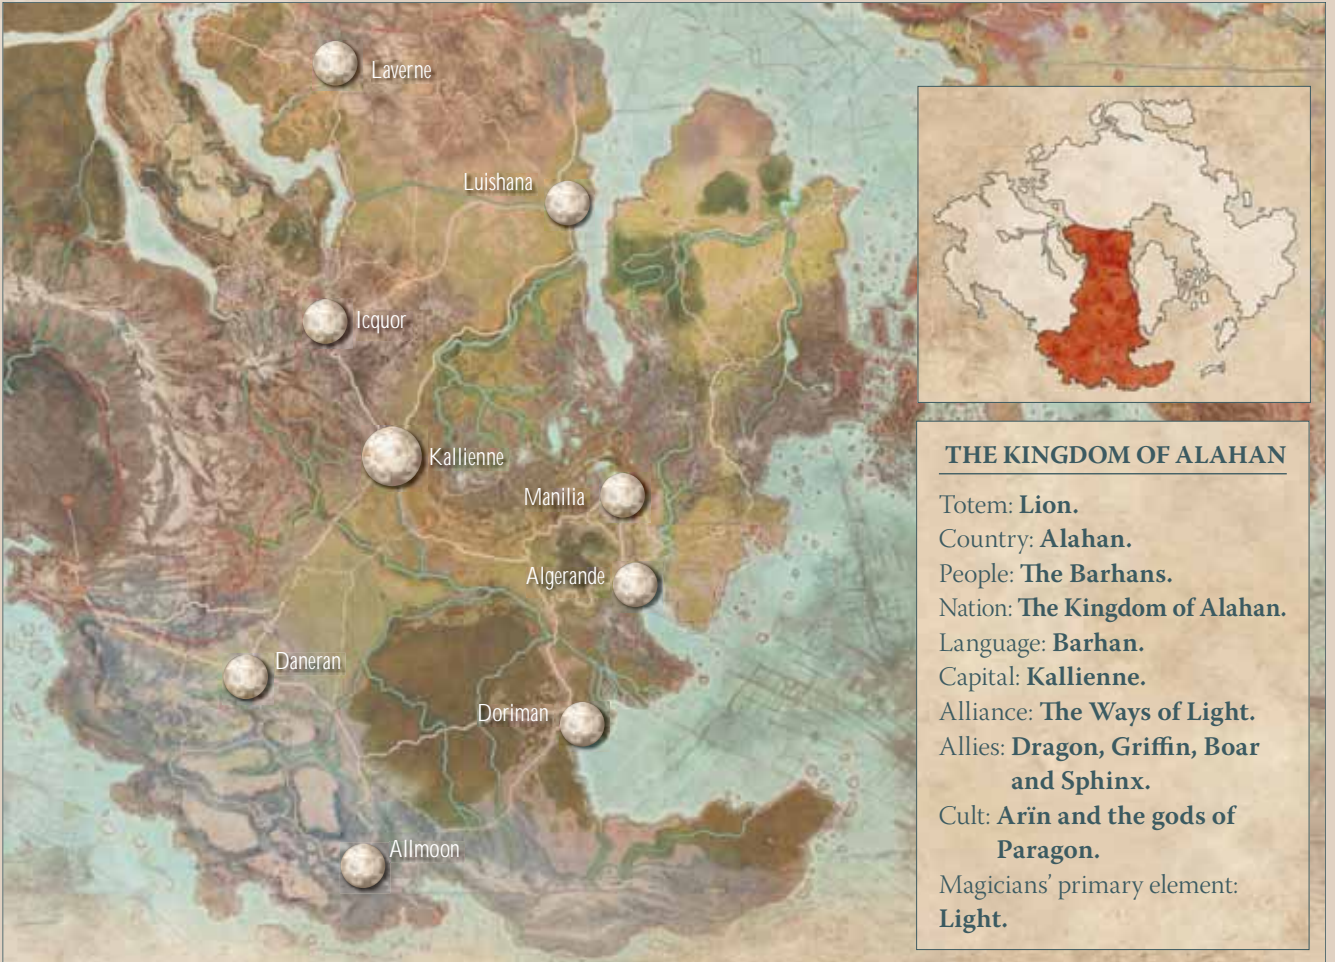 Laverne
Luishana
Icquor
Kallienne
Manilia
Algerande
Daneran
Doriman
Allmoon
THE KINGDOM OF ALAHAN
Totem: Lion.
Country: Alahan.
People: The Barhans.
Nation: The Kingdom of Alahan.
Language: Barhan.
Capital: Kallienne.
Alliance: The Ways of Light.
Allies: Dragon, Griffin, Boar
and Sphinx.
Cult: Arïn and the gods of
Paragon.
Magicians’ primary element:
Light.